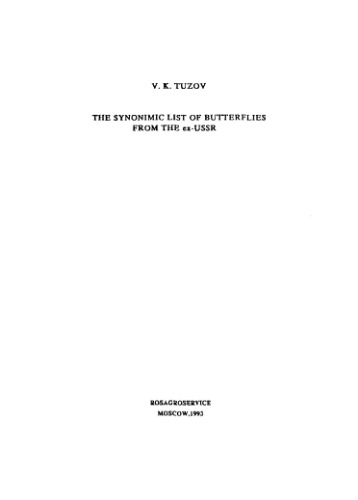 V. K. TUZOV
THE SYNONIMIC LIST OF BUTTERFLIES
FROM THE ex-USSR
ROSAGROSERVICE
MOSCOW,1993